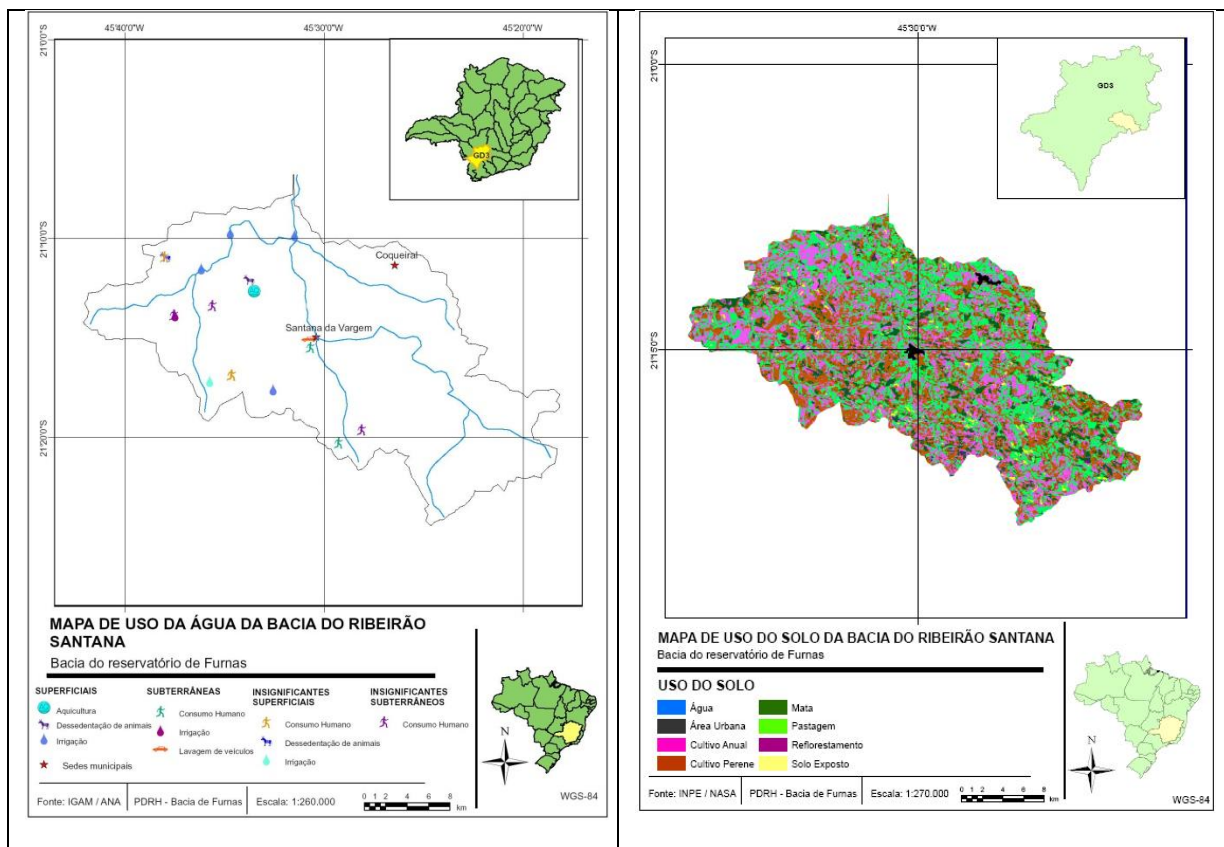 45'40'0"W
45'30'0"W
45'20'0"W
21'0'0"S
21'10'0"S
21'20'0"S
GD3
Coqueiral
Santana da Vargem
MAPA DE USO DA ÁGUA DA BACIA DO RIBEIRÃO
SANTANA
Bacia do reservatório de Furnas
SUPERFICIAIS
Aquicultura
Dessedentação de animais
Irrigação
Sedes municipais
SUBTERRÂNEAS
Consumo Humano
Irrigação
Lavagem de veículos
INSIGNIFICANTES
SUPERFICIAIS
Consumo Humano
Dessedentação de animais
Irrigação
INSIGNIFICANTES
SUBTERRÂNEOS
Consumo Humano
N
Fonte: IGAM / ANA
PDRH - Bacia de Furnas
Escala: 1:260.000
0 1 2 4 6 8
km
WGS-84
45'30'0"W
21'0'0"S
21'15'0"S
GD3
MAPA DE USO DO SOLO DA BACIA DO RIBEIRÃO SANTANA
Bacia do reservatório de Furnas
USO DO SOLO
Água
Área Urbana
Cultivo Anual
Cultivo Perene
Mata
Pastagem
Reflorestamento
Solo Exposto
N
Fonte: INPE / NASA
PDRH - Bacia de Furnas
Escala: 1:270.000
0 1 2 4 6 8
km
WGS-84